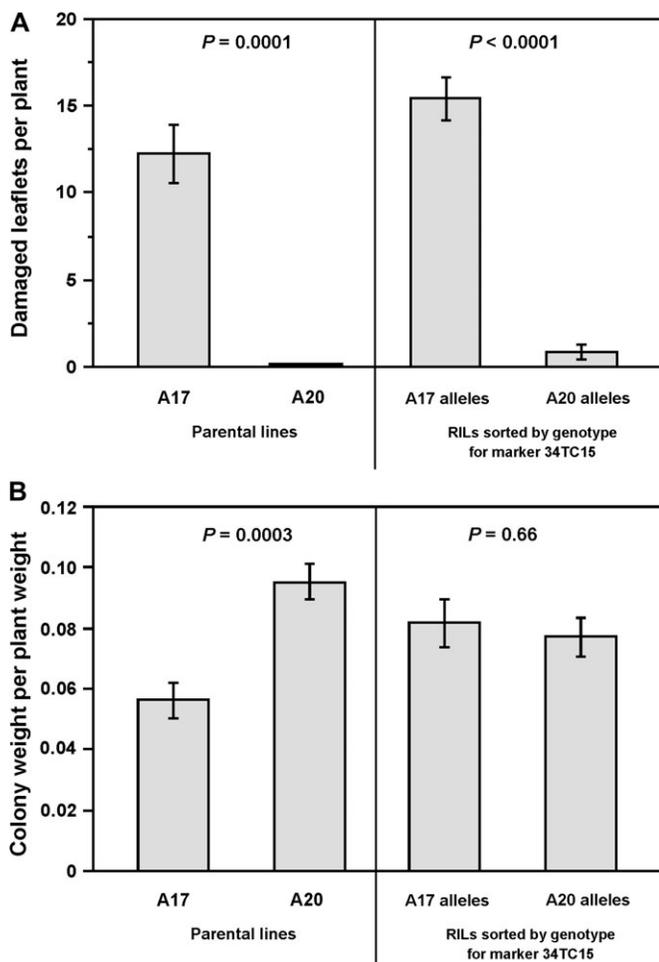 A
Damaged leaflets per plant
20
15
10
5
0
P = 0.0001
P < 0.0001
A17
A20
A17 alleles
A20 alleles
Parental lines
RILs sorted by genotype
for marker 34TC15
B
Colony weight per plant weight
0.12
0.10
0.08
0.06
0.04
0.02
0
P = 0.0003
P = 0.66
A17
A20
A17 alleles
A20 alleles
Parental lines
RILs sorted by genotype
for marker 34TC15